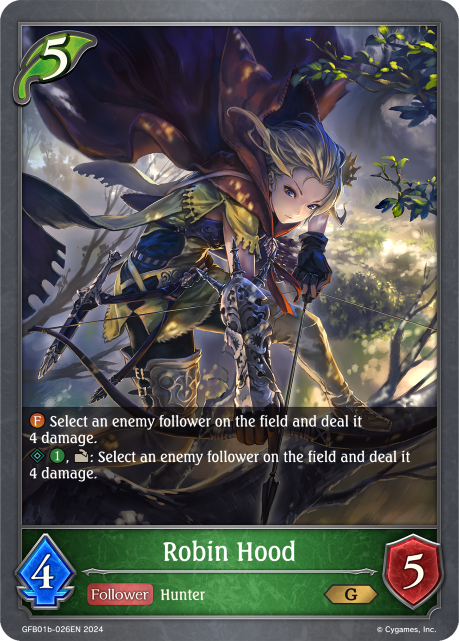 5
F Select an enemy follower on the field and deal it
4 damage.
1, : Select an enemy follower on the field and deal it
4 damage.
Robin Hood
4 Follower Hunter G 5
GFB01b-026EN 2024 © Cygames, Inc.